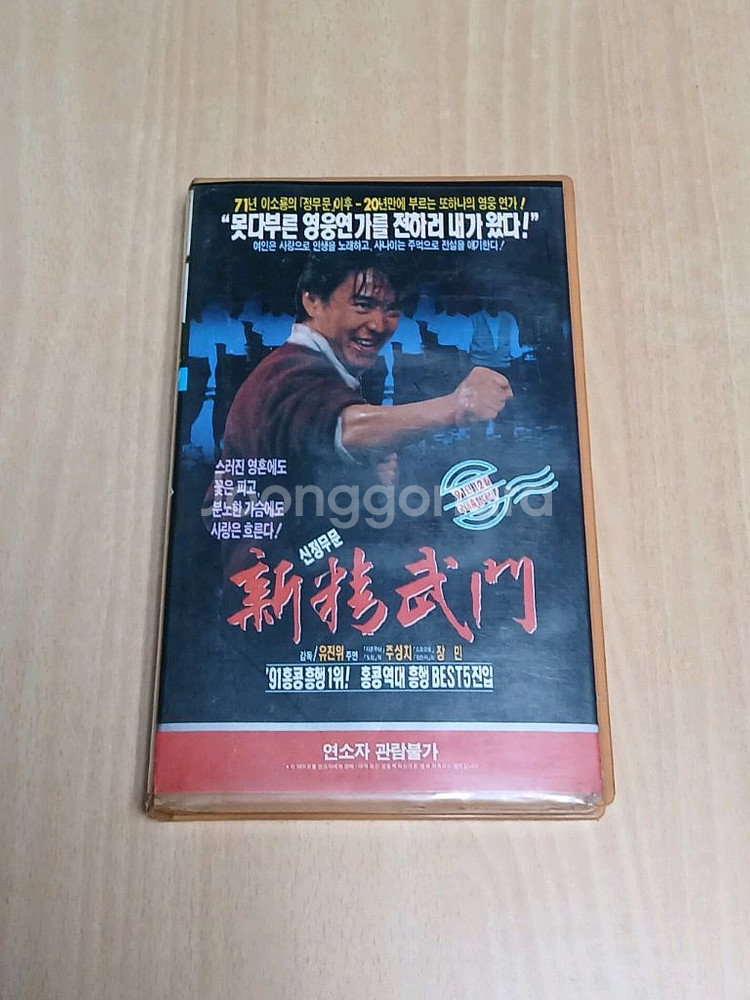 71년 이소룡의 「정무문」이후 - 20년만에 부르는 또하나의 영웅 연가!
"못다부른 영웅연가를 전하러 내가 왔다!"
여인은 사랑으로 인생을 노래하고, 사나이는 주먹으로 전설을 얘기한다!
스러진 영혼에도
꽃은 피고
분노한 가슴에도
사랑은 흐른다!
joonggonara
신정무문
新精武門
감독/유진위 주연 주성치 장 민
'91홍콩흥행1위! 홍콩역대 흥행 BEST5진입
연소자 관람불가